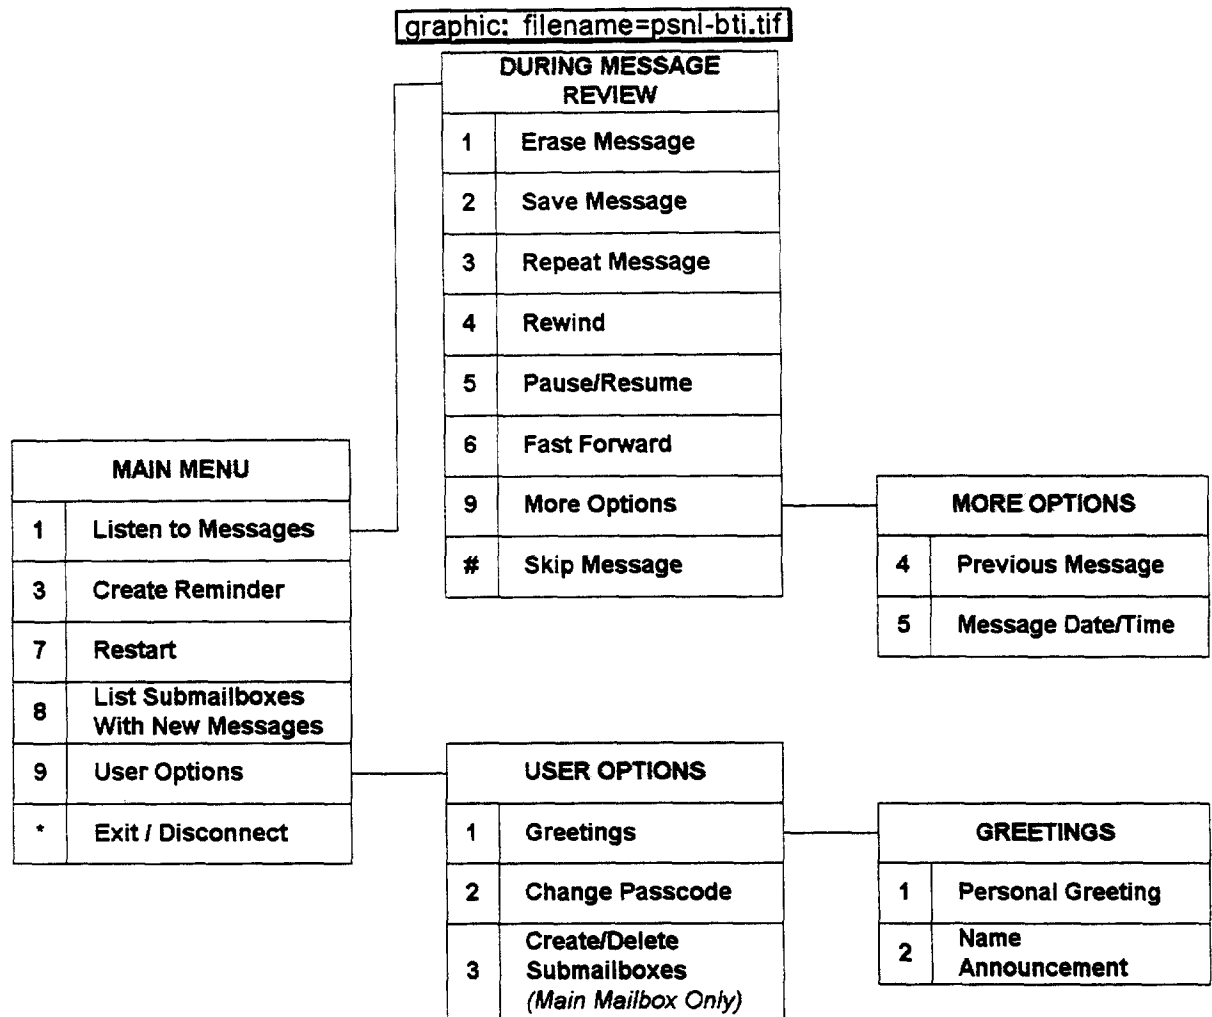 graphic: filename=psnl-bti.tif
DURING MESSAGE
REVIEW
1 Erase Message
2 Save Message
3 Repeat Message
4 Rewind
5 Pause/Resume
6 Fast Forward
9 More Options
# Skip Message
MAIN MENU
1 Listen to Messages
3 Create Reminder
7 Restart
8 List Submailboxes
With New Messages
9 User Options
* Exit / Disconnect
MORE OPTIONS
4 Previous Message
5 Message Date/Time
USER OPTIONS
1 Greetings
2 Change Passcode
3 Create/Delete
Submailboxes
(Main Mailbox Only)
GREETINGS
1 Personal Greeting
2 Name
Announcement